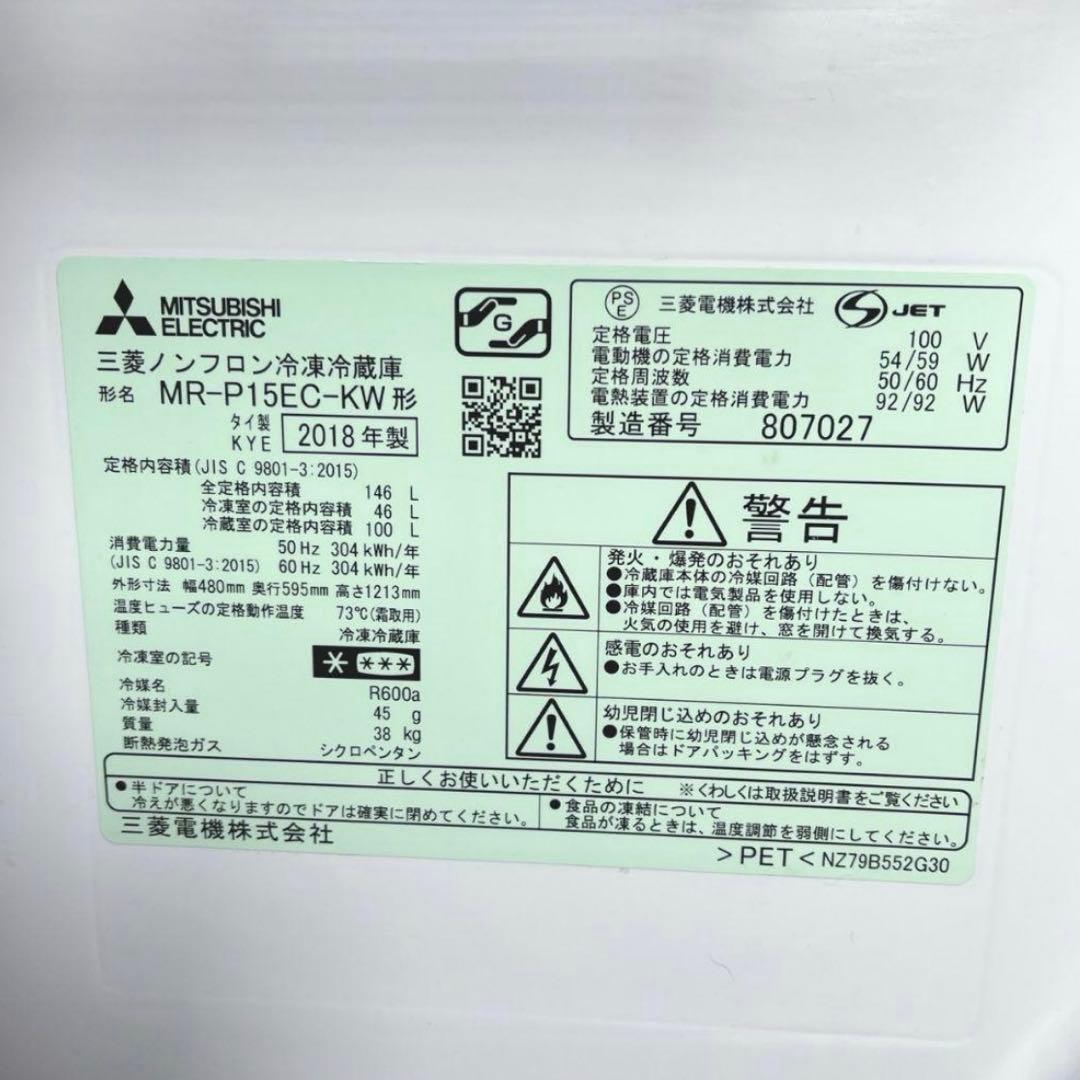 MITSUBISHI
ELECTRIC
三菱ノンフロン冷凍冷蔵庫
形名 MR-P15EC-KW形
タイ製
KYE 2018年製
G
定格内容積(JIS C 9801-3:2015)
全定格内容積 146 L
冷凍室の定格内容積 46 L
冷蔵室の定格内容積 100 L
消費電力量 50Hz 304kWh/年
(JIS C 9801-3:2015) 60Hz 304kWh/年
外形寸法 幅480mm 奥行595mm 高さ1213mm
温度ヒューズの定格動作温度 73℃(霜取用)
種類 冷凍冷蔵庫
冷凍室の記号 * ***
冷媒名 R600a
冷媒封入量 45 g
質量 38 kg
断熱発泡ガス シクロペンタン
PS
E 三菱電機株式会社 S JET
定格電圧 100 V
電動機の定格消費電力 54/59 W
定格周波数 50/60 Hz
電熱装置の定格消費電力 92/92 W
製造番号 807027
警告
発火・爆発のおそれあり
●冷蔵庫本体の冷媒回路(配管)を傷付けない。
●庫内では電気製品を使用しない。
●冷媒回路(配管)を傷付けたときは、
火気の使用を避け、窓を開けて換気する。
感電のおそれあり
●お手入れのときは電源プラグを抜く。
幼児閉じ込めのおそれあり
●保管時に幼児閉じ込めが懸念される
場合はドアパッキングをはずす。
正しくお使いいただくために ※くわしくは取扱説明書をご覧ください
●半ドアについて
冷えが悪くなりますのでドアは確実に閉めてください。
●食品の凍結について
食品が凍るときは、温度調節を弱側にしてください。
三菱電機株式会社
>PET< NZ79B552G30